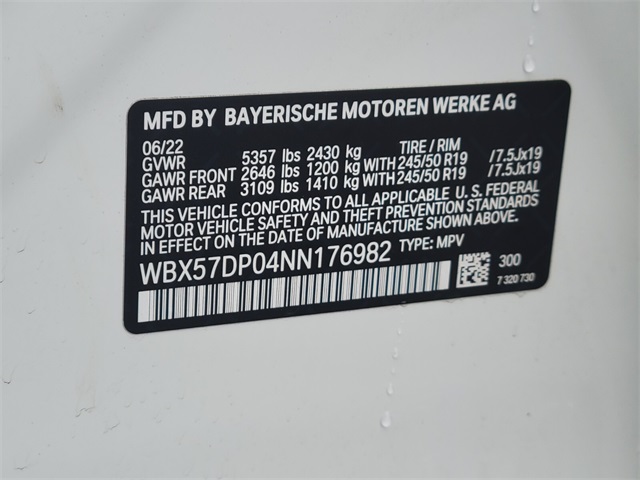 MFD BY BAYERISCHE MOTOREN WERKE AG
06/22 TIRE / RIM
GVWR 5357 lbs 2430 kg
GAWR FRONT 2646 lbs 1200 kg WITH 245/50 R19 /7.5Jx19
GAWR REAR 3109 lbs 1410 kg WITH 245/50 R19 /7.5Jx19
THIS VEHICLE CONFORMS TO ALL APPLICABLE U. S. FEDERAL
MOTOR VEHICLE SAFETY AND THEFT PREVENTION STANDARDS
IN EFFECT ON THE DATE OF MANUFACTURE SHOWN ABOVE.
WBX57DP04NN176982 TYPE: MPV
300
7 320 730